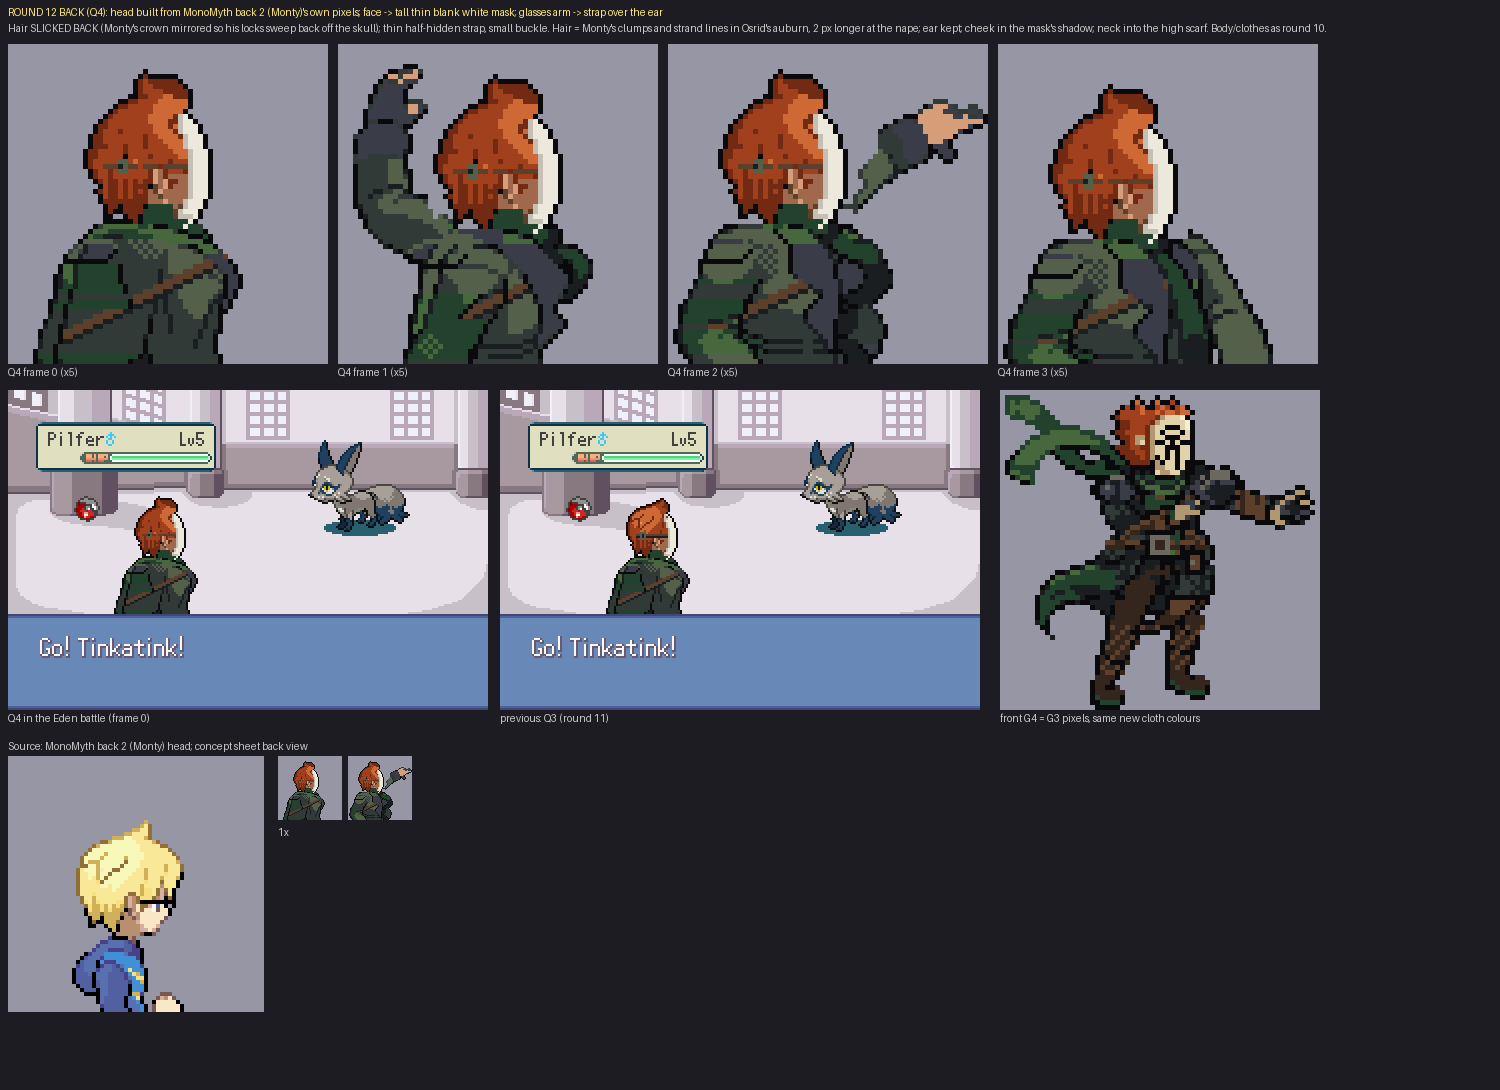 ROUND 12 BACK (Q4): head built from MonoMyth back 2 (Monty)'s own pixels; face -> tall thin blank white mask; glasses arm -> strap over the ear
Hair SLICKED BACK (Monty's crown mirrored so his locks sweep back off the skull); thin half-hidden strap, small buckle. Hair = Monty's clumps and strand lines in Osrid's auburn, 2 px longer at the nape; ear kept; cheek in the mask's shadow; neck into the high scarf. Body/clothes as round 10.
Q4 frame 0 (x5)
Q4 frame 1 (x5)
Q4 frame 2 (x5)
Q4 frame 3 (x5)
Pilfer♂ Lv5
Go! Tinkatink!
Pilfer♂ Lv5
Go! Tinkatink!
Q4 in the Eden battle (frame 0)
previous: Q3 (round 11)
front G4 = G3 pixels, same new cloth colours
Source: MonoMyth back 2 (Monty) head; concept sheet back view
1x